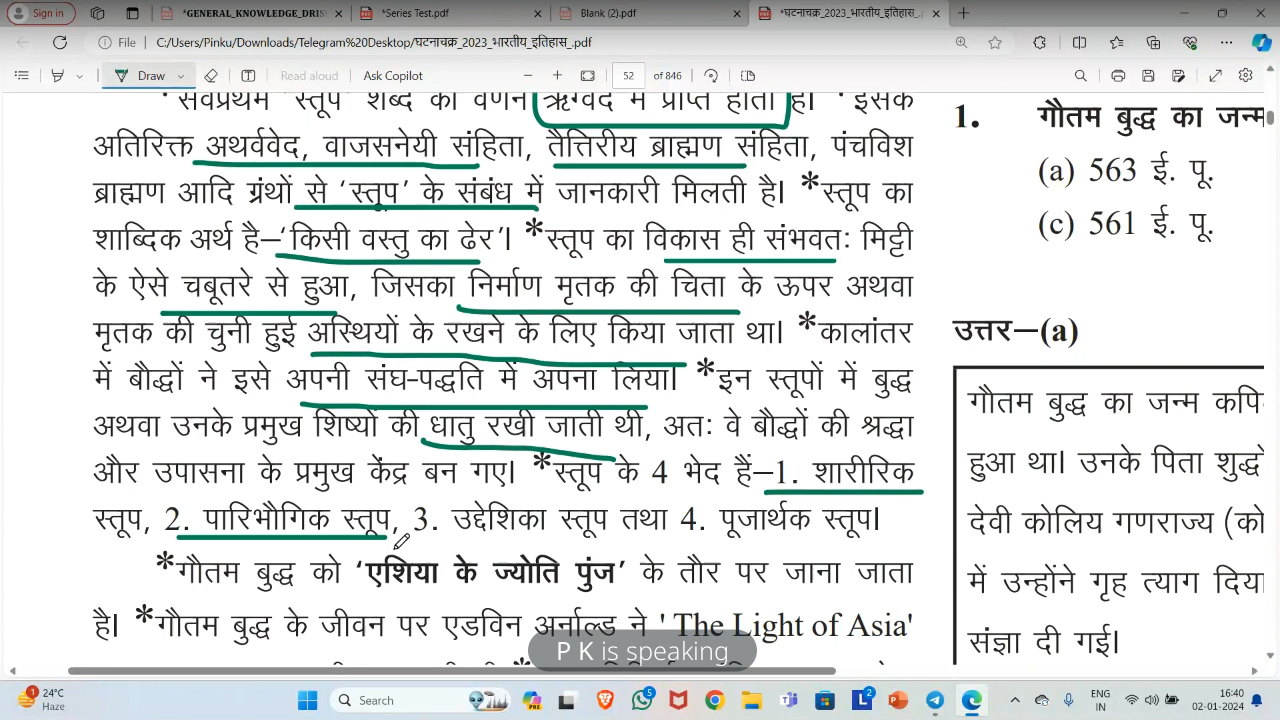 Sign in
*GENERAL_KNOWLEDGE_DRIS
*Series Test.pdf
Blank (2).pdf
*घटनाचक्र_2023_भारतीय_इतिहास_.p
File C:/Users/Pinku/Downloads/Telegram%20Desktop/घटनाचक्र_2023_भारतीय_इतिहास_.pdf
Draw Read aloud Ask Copilot 52 of 846
*सर्वप्रथम 'स्तूप' शब्द का वर्णन ऋग्वेद में प्राप्त होता है। *इसके
अतिरिक्त अथर्ववेद, वाजसनेयी संहिता, तैत्तिरीय ब्राह्मण संहिता, पंचविश
ब्राह्मण आदि ग्रंथों से ‘स्तूप’ के संबंध में जानकारी मिलती है। *स्तूप का
शाब्दिक अर्थ है–‘किसी वस्तु का ढेर’। *स्तूप का विकास ही संभवतः मिट्टी
के ऐसे चबूतरे से हुआ, जिसका निर्माण मृतक की चिता के ऊपर अथवा
मृतक की चुनी हुई अस्थियों के रखने के लिए किया जाता था। *कालांतर
में बौद्धों ने इसे अपनी संघ-पद्धति में अपना लिया। *इन स्तूपों में बुद्ध
अथवा उनके प्रमुख शिष्यों की धातु रखी जाती थी, अतः वे बौद्धों की श्रद्धा
और उपासना के प्रमुख केंद्र बन गए। *स्तूप के 4 भेद हैं–1. शारीरिक
स्तूप, 2. पारिभौगिक स्तूप, 3. उद्देशिका स्तूप तथा 4. पूजार्थक स्तूप।
*गौतम बुद्ध को ‘एशिया के ज्योति पुंज’ के तौर पर जाना जाता
है। *गौतम बुद्ध के जीवन पर एडविन अर्नाल्ड ने ' The Light of Asia'
1. गौतम बुद्ध का जन्म
(a) 563 ई. पू.
(c) 561 ई. पू.
उत्तर–(a)
गौतम बुद्ध का जन्म कपि
हुआ था। उनके पिता शुद्धो
देवी कोलिय गणराज्य (को
में उन्होंने गृह त्याग दिया
संज्ञा दी गई।
P K is speaking
1
24°C
Haze
Search
5
2
ENG
IN
16:40
02-01-2024